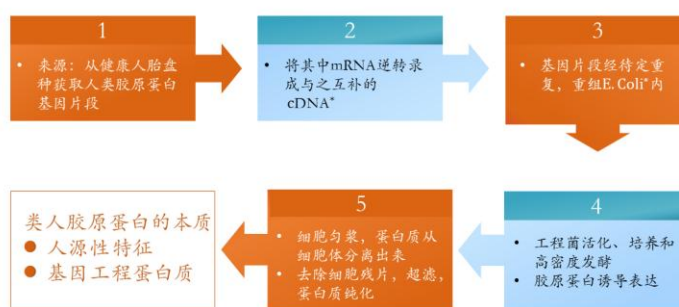 1
• 来源：从健康人胎盘
种获取人类胶原蛋白
基因片段
2
• 将其中mRNA逆转录
成与之互补的
cDNA*
3
• 基因片段经待定重
复，重组E.Coli*内
4
• 工程菌活化、培养和
高密度发酵
• 胶原蛋白诱导表达
5
• 细胞匀浆，蛋白质从
细胞体分离出来
• 去除细胞残片，超滤，
蛋白质纯化
类人胶原蛋白的本质
● 人源性特征
● 基因工程蛋白质